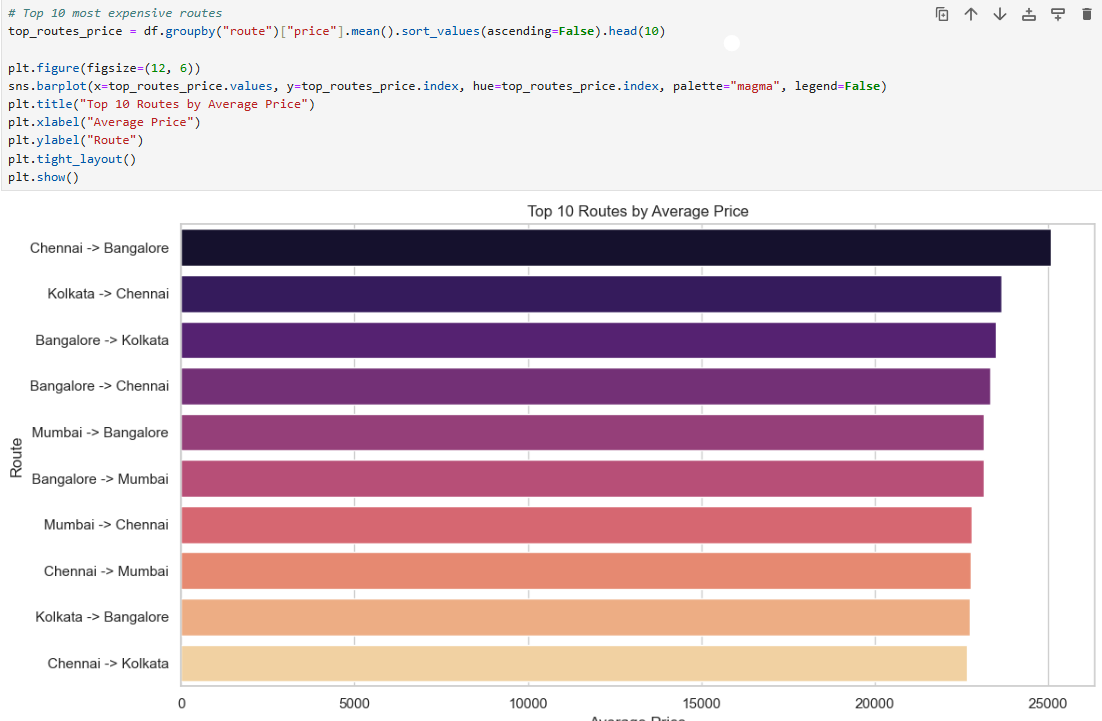 # Top 10 most expensive routes
top_routes_price = df.groupby("route")["price"].mean().sort_values(ascending=False).head(10)
plt.figure(figsize=(12, 6))
sns.barplot(x=top_routes_price.values, y=top_routes_price.index, hue=top_routes_price.index, palette="magma", legend=False)
plt.title("Top 10 Routes by Average Price")
plt.xlabel("Average Price")
plt.ylabel("Route")
plt.tight_layout()
plt.show()
Top 10 Routes by Average Price
Route
Chennai -> Bangalore
Kolkata -> Chennai
Bangalore -> Kolkata
Bangalore -> Chennai
Mumbai -> Bangalore
Bangalore -> Mumbai
Mumbai -> Chennai
Chennai -> Mumbai
Kolkata -> Bangalore
Chennai -> Kolkata
0 5000 10000 15000 20000 25000
Average Price